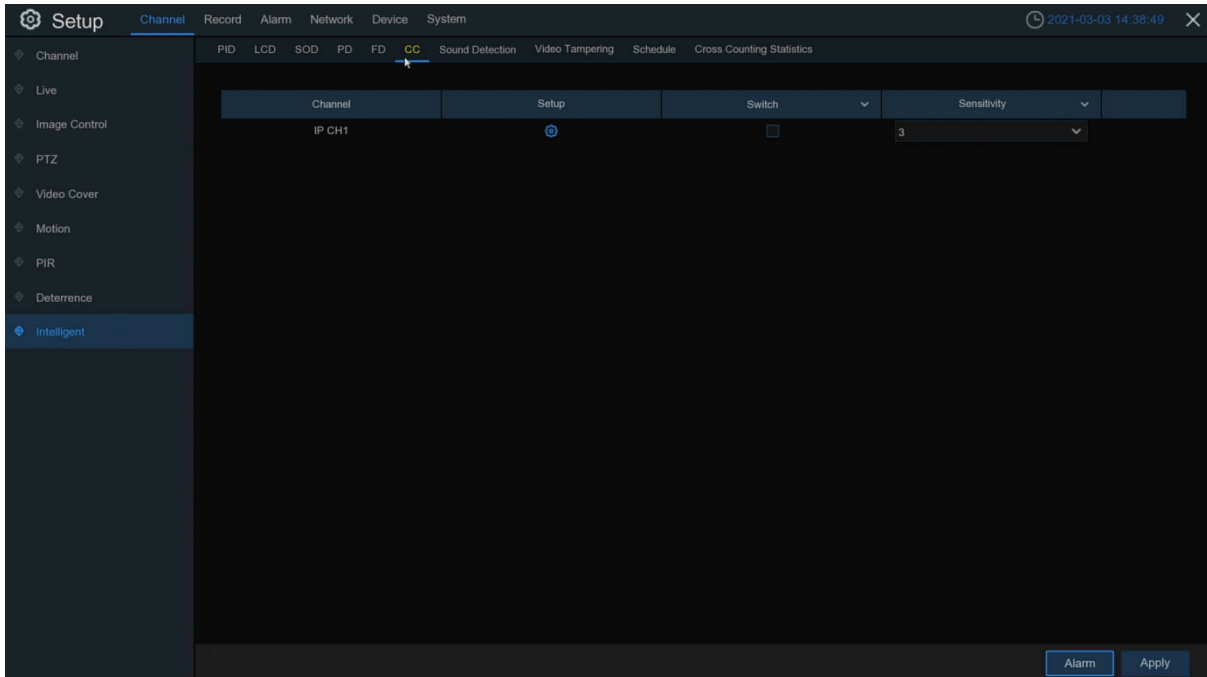 Setup Channel Record Alarm Network Device System 2021-03-03 14:38:49
PID LCD SOD PD FD CC Sound Detection Video Tampering Schedule Cross Counting Statistics
Channel
Live
Image Control
PTZ
Video Cover
Motion
PIR
Deterrence
Intelligent
Channel Setup Switch Sensitivity
IP CH1 3
Alarm Apply